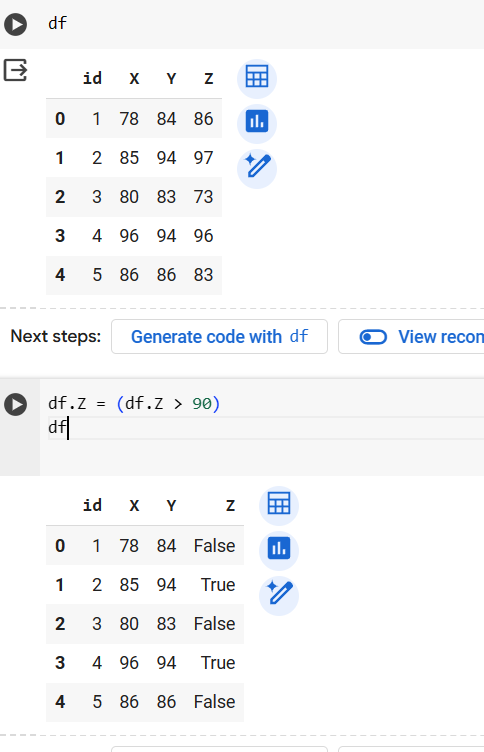 df
id X Y Z
0 1 78 84 86
1 2 85 94 97
2 3 80 83 73
3 4 96 94 96
4 5 86 86 83
Next steps: Generate code with df View recon
df.Z = (df.Z > 90)
df
id X Y Z
0 1 78 84 False
1 2 85 94 True
2 3 80 83 False
3 4 96 94 True
4 5 86 86 False